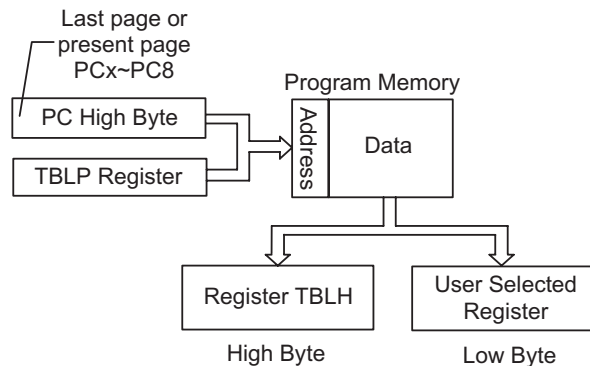 Last page or
present page
PCx~PC8
Program Memory
PC High Byte
Address
Data
TBLP Register
Register TBLH
User Selected
Register
High Byte
Low Byte